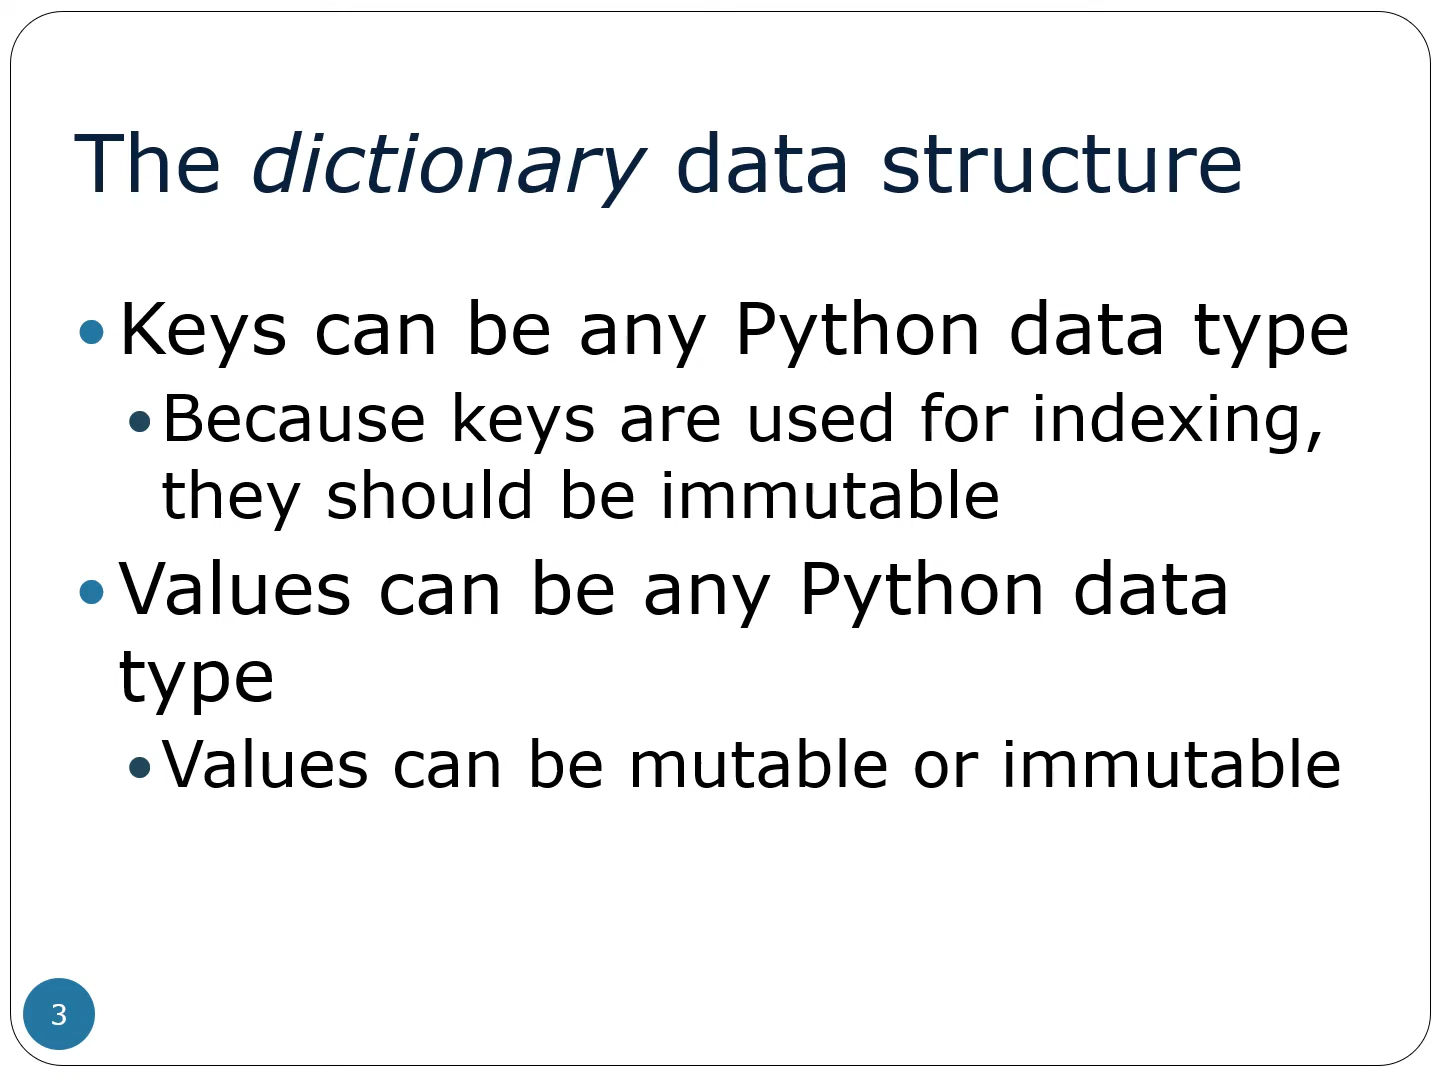 The dictionary data structure
• Keys can be any Python data type
• Because keys are used for indexing,
they should be immutable
• Values can be any Python data
type
• Values can be mutable or immutable
3